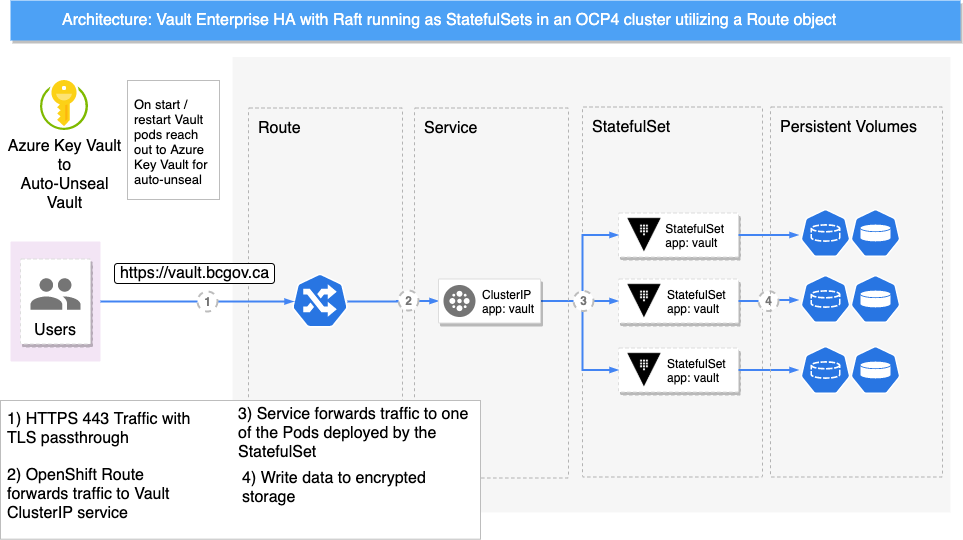 Architecture: Vault Enterprise HA with Raft running as StatefulSets in an OCP4 cluster utilizing a Route object
Azure Key Vault
to
Auto-Unseal
Vault
On start /
restart Vault
pods reach
out to Azure
Key Vault for
auto-unseal
Route
Service
StatefulSet
Persistent Volumes
Users
https://vault.bcgov.ca
1
2
ClusterIP
app: vault
3
StatefulSet
app: vault
StatefulSet
app: vault
StatefulSet
app: vault
4
1) HTTPS 443 Traffic with
TLS passthrough
2) OpenShift Route
forwards traffic to Vault
ClusterIP service
3) Service forwards traffic to one
of the Pods deployed by the
StatefulSet
4) Write data to encrypted
storage